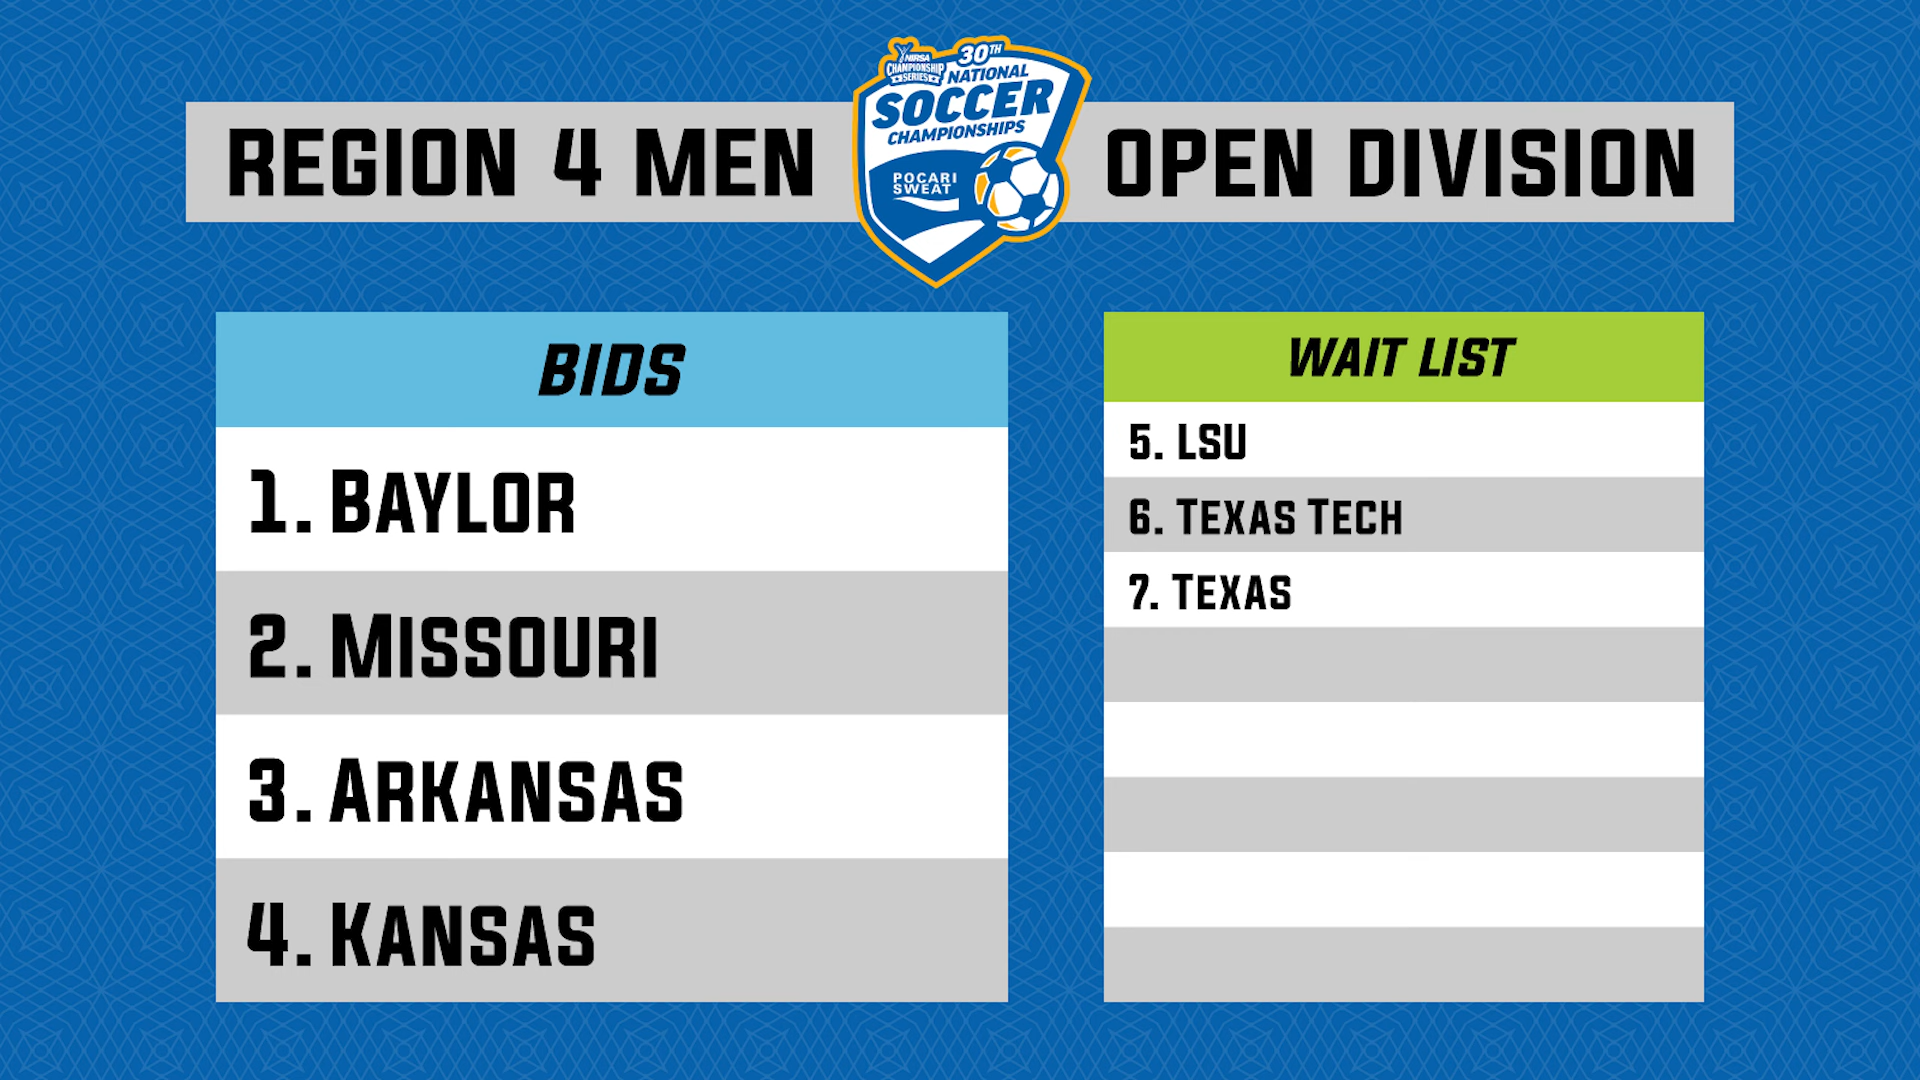 REGION 4 MEN
NIRSA
CHAMPIONSHIP
SERIES
30TH
NATIONAL
SOCCER
CHAMPIONSHIPS
POCARI
SWEAT
OPEN DIVISION
BIDS
1. BAYLOR
2. MISSOURI
3. ARKANSAS
4. KANSAS
WAIT LIST
5. LSU
6. TEXAS TECH
7. TEXAS